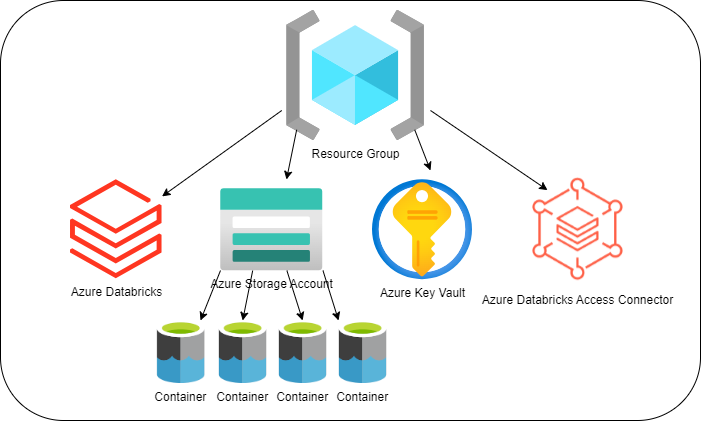 Resource Group
Azure Databricks
Azure Storage Account
Azure Key Vault
Azure Databricks Access Connector
Container
Container
Container
Container